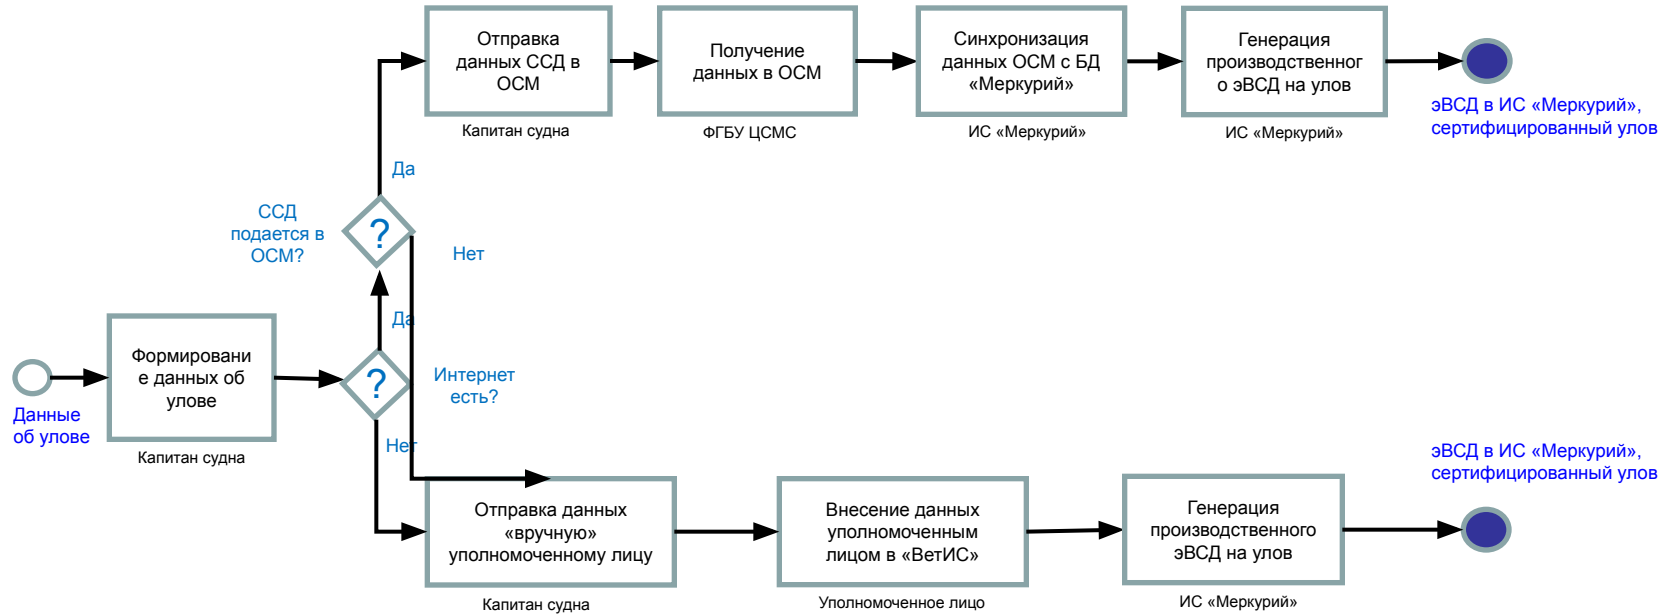 Отправка
данных ССД в
ОСМ
Капитан судна
Получение
данных в ОСМ
ФГБУ ЦСМС
Синхронизация
данных ОСМ с БД
«Меркурий»
ИС «Меркурий»
Генерация
производственног
о эВСД на улов
ИС «Меркурий»
эВСД в ИС «Меркурий»,
сертифицированный улов
Да
ССД
подается в
ОСМ?
?
Нет
Да
Данные
об улове
Формировани
е данных об
улове
Капитан судна
?
Интернет
есть?
Нет
Отправка данных
«вручную»
уполномоченному лицу
Капитан судна
Внесение данных
уполномоченным
лицом в «ВетИС»
Уполномоченное лицо
Генерация
производственного
эВСД на улов
ИС «Меркурий»
эВСД в ИС «Меркурий»,
сертифицированный улов